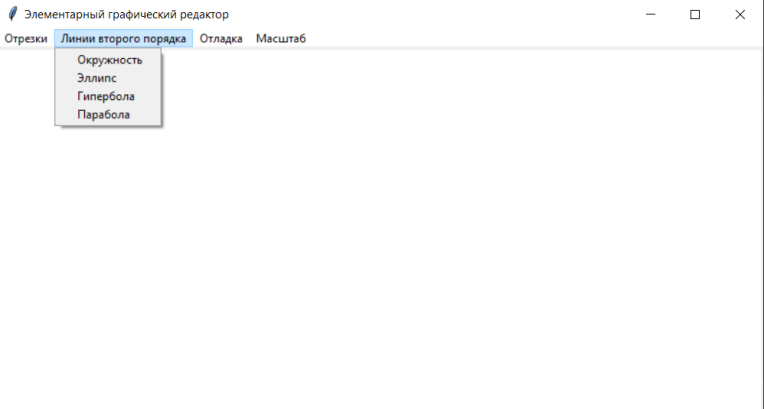 Элементарный графический редактор
Отрезки Линии второго порядка Отладка Масштаб
Окружность
Эллипс
Гипербола
Парабола